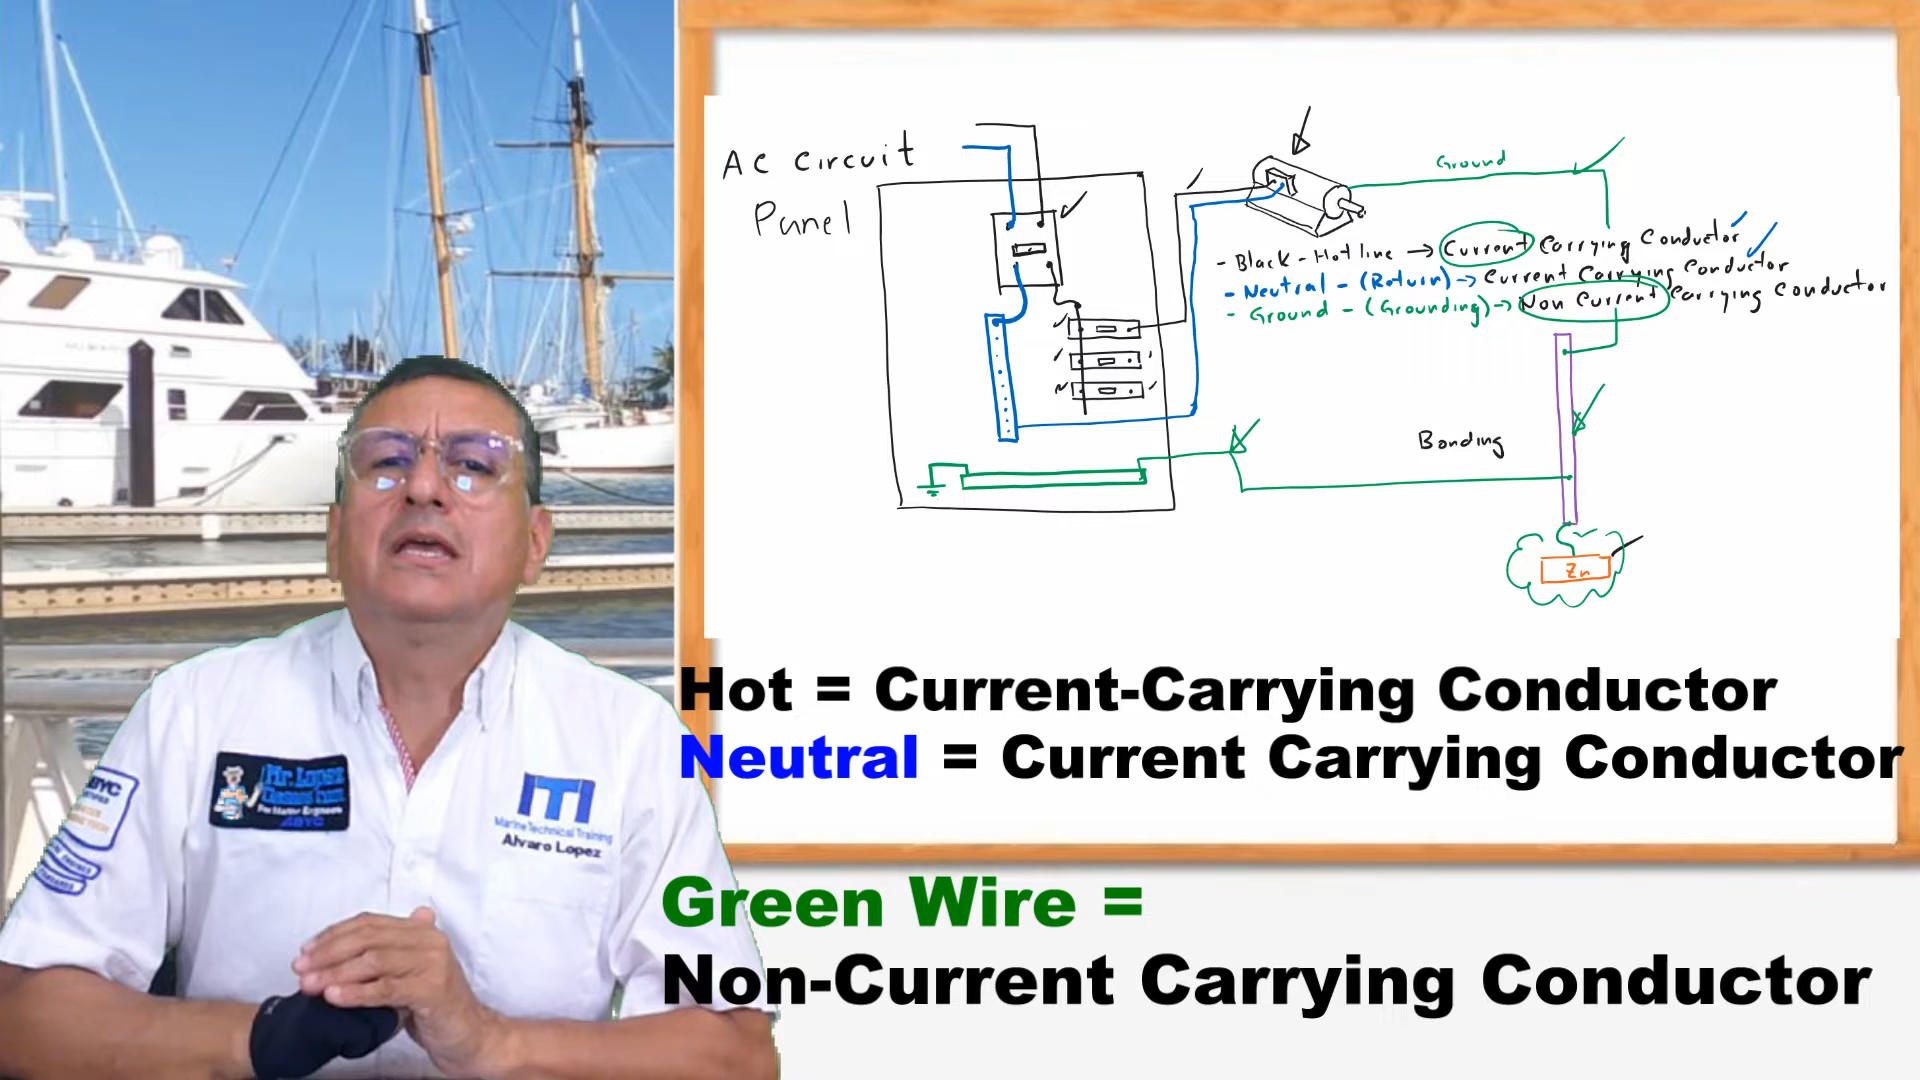 AC Circuit
Panel
Ground
- Black - Hot line → Current Carrying Conductor
- Neutral - (Return) → Current Carrying Conductor
- Ground - (Grounding) → Non Current Carrying Conductor
Bonding
Zn
Hot = Current-Carrying Conductor
Neutral = Current Carrying Conductor
Green Wire =
Non-Current Carrying Conductor
Mr. Lopez
ABYC
ITI
Marine Technical Training
Alvaro Lopez